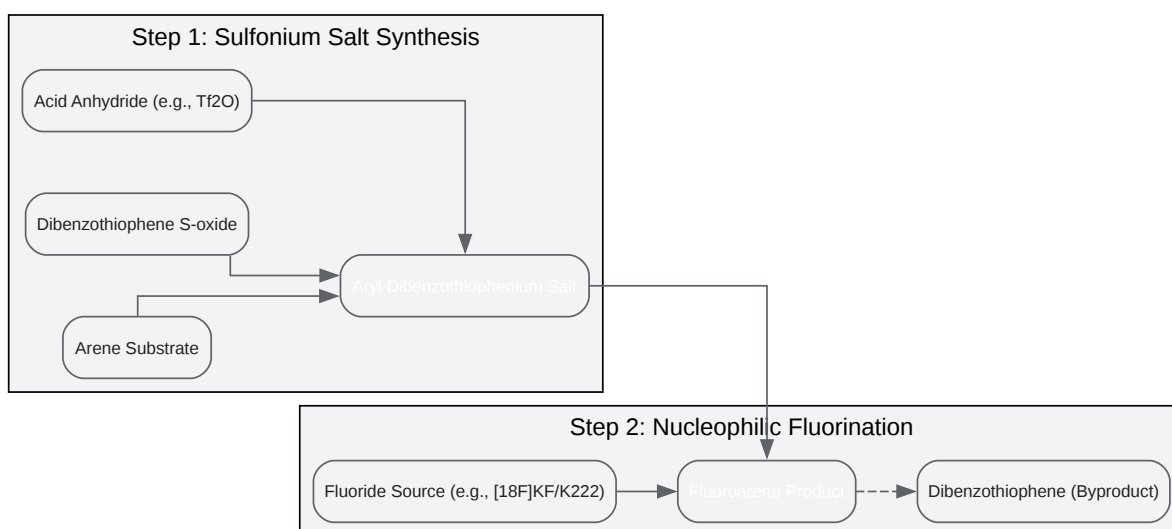 Step 1: Sulfonium Salt Synthesis
Acid Anhydride (e.g., Tf2O)
Dibenzothiophene S-oxide
Aryl Dibenzothiophenium Salt
Arene Substrate
Step 2: Nucleophilic Fluorination
Fluoride Source (e.g., [18F]KF/K222)
Fluoroarene Product
Dibenzothiophene (Byproduct)